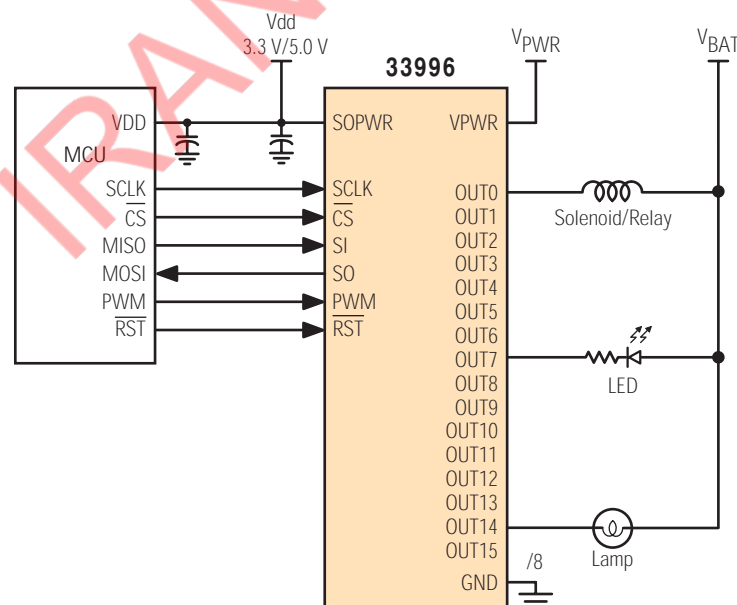 Vdd
3.3 V/5.0 V
VPWR
VBAT
33996
MCU
VDD
SCLK
CS
MISO
MOSI
PWM
RST
SOPWR
SCLK
CS
SI
SO
PWM
RST
VPWR
OUT0
OUT1
OUT2
OUT3
OUT4
OUT5
OUT6
OUT7
OUT8
OUT9
OUT10
OUT11
OUT12
OUT13
OUT14
OUT15
GND
Solenoid/Relay
LED
Lamp
/8
IRAN